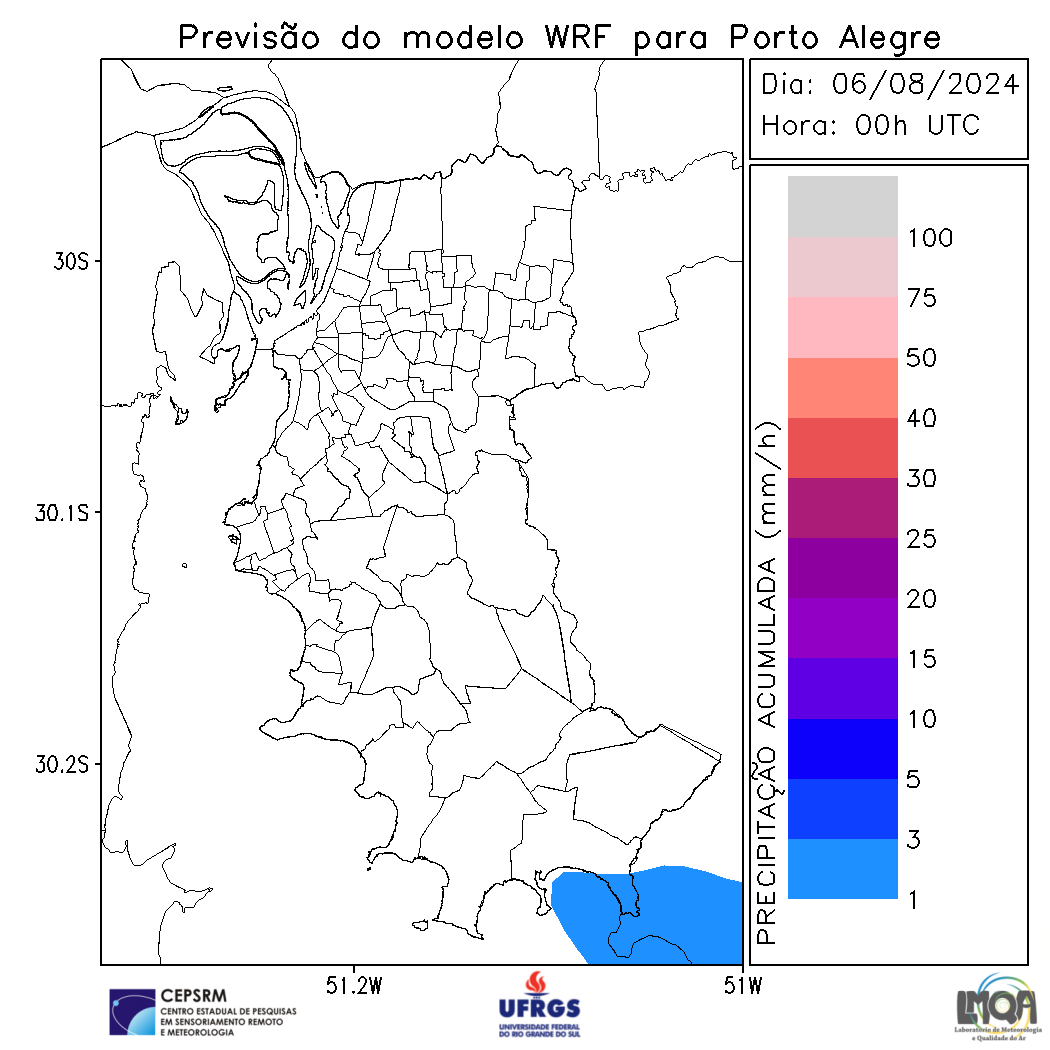 Previsão do modelo WRF para Porto Alegre
Dia: 06/08/2024
Hora: 00h UTC
100
75
50
40
30
25
20
15
10
5
3
1
PRECIPITAÇÃO ACUMULADA (mm/h)
30S
30.1S
30.2S
51.2W
51W
CEPSRM
CENTRO ESTADUAL DE PESQUISAS
EM SENSORIAMENTO REMOTO
E METEOROLOGIA
UFRGS
UNIVERSIDADE FEDERAL
DO RIO GRANDE DO SUL
LMQA
Laboratório de Meteorologia
e Qualidade do Ar